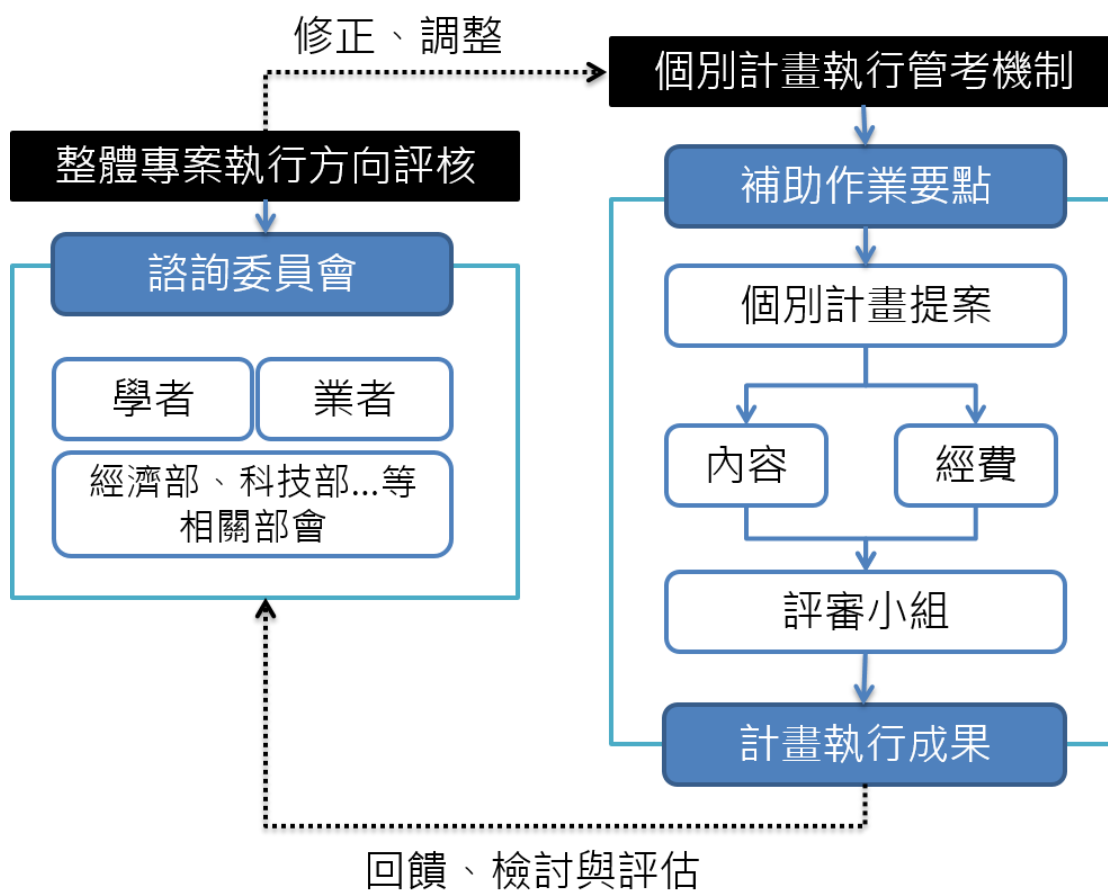 修正、調整
個別計畫執行管考機制
整體專案執行方向評核
補助作業要點
諮詢委員會
個別計畫提案
學者
業者
內容
經費
經濟部、科技部...等
相關部會
評審小組
計畫執行成果
回饋、檢討與評估